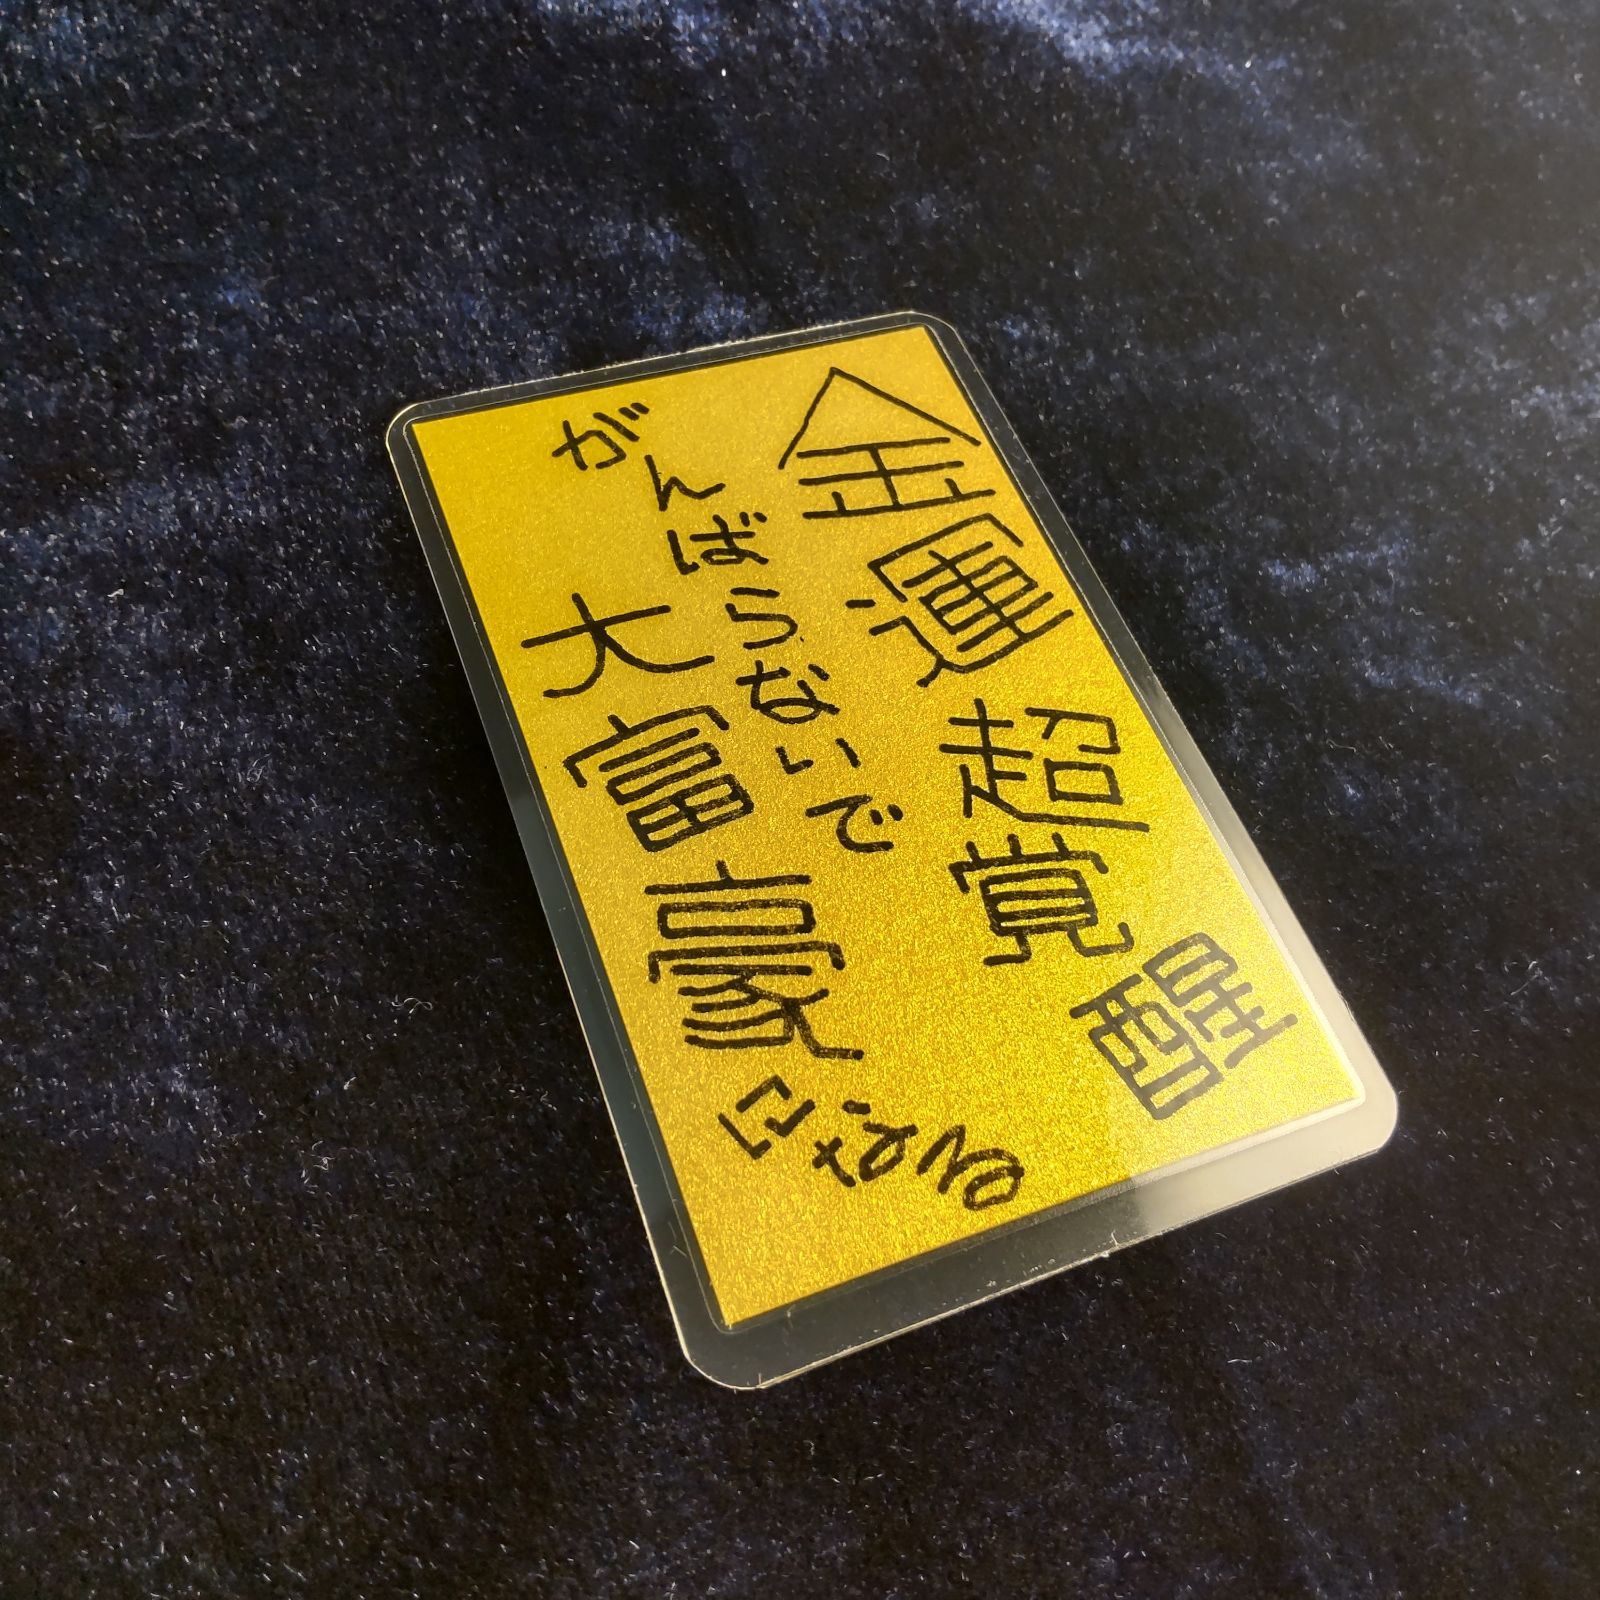 金運超覚醒
がんばらないで
大富豪になる